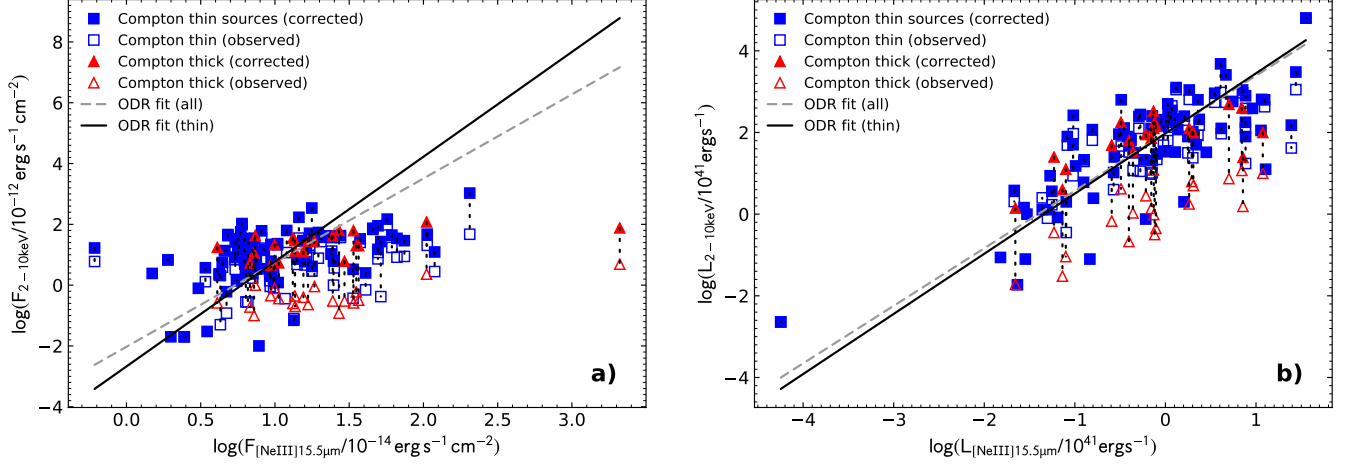 Compton thin sources (corrected)
Compton thin (observed)
Compton thick (corrected)
Compton thick (observed)
ODR fit (all)
ODR fit (thin)
a)
8
6
4
2
0
−2
−4
0.0 0.5 1.0 1.5 2.0 2.5 3.0
log(F[NeIII]15.5μm/10−14 erg s−1 cm−2)
log(F2−10keV/10−12 erg s−1 cm−2)
Compton thin sources (corrected)
Compton thin (observed)
Compton thick (corrected)
Compton thick (observed)
ODR fit (all)
ODR fit (thin)
b)
4
2
0
−2
−4
−4 −3 −2 −1 0 1
log(L[NeIII]15.5μm/1041ergs−1)
log(L2−10keV/1041ergs−1)